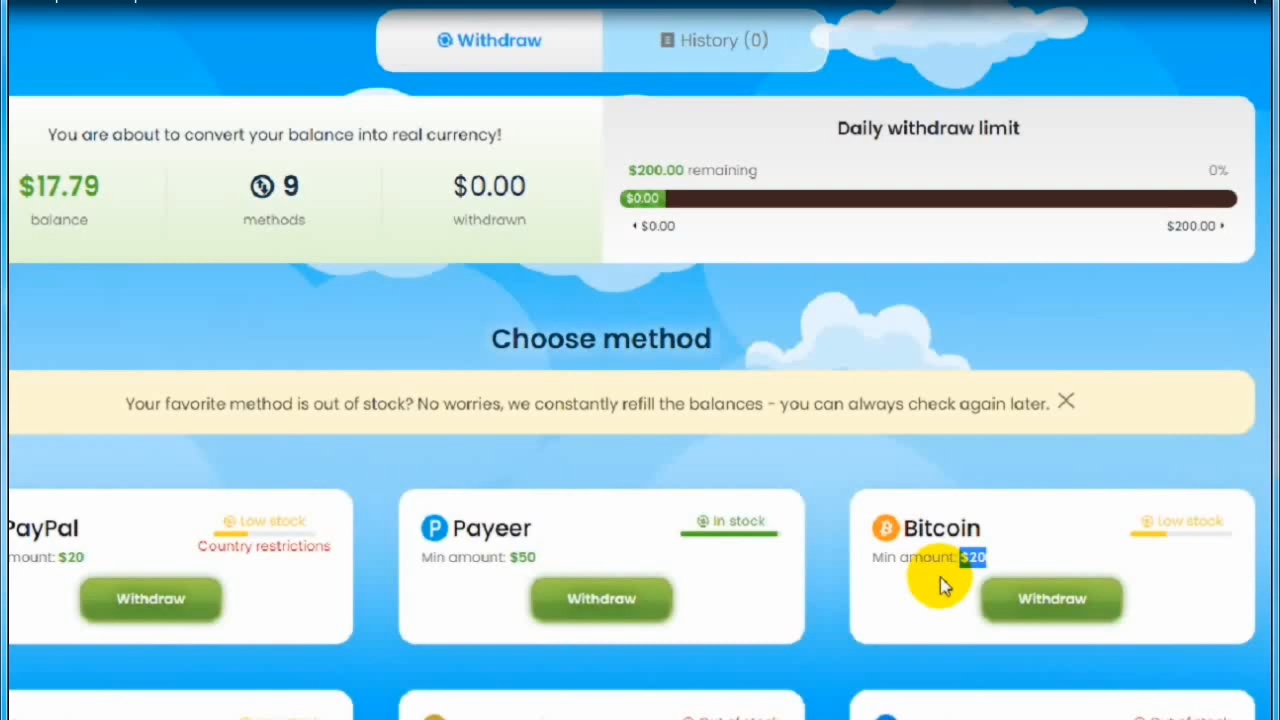 Withdraw
History (0)
You are about to convert your balance into real currency!
$17.79
balance
9
methods
$0.00
withdrawn
Daily withdraw limit
$200.00 remaining
0%
$0.00
$0.00
$200.00
Choose method
Your favorite method is out of stock? No worries, we constantly refill the balances - you can always check again later.
PayPal
Low stock
Country restrictions
mount: $20
Withdraw
Payeer
In stock
Min amount: $50
Withdraw
Bitcoin
Low stock
Min amount: $20
Withdraw